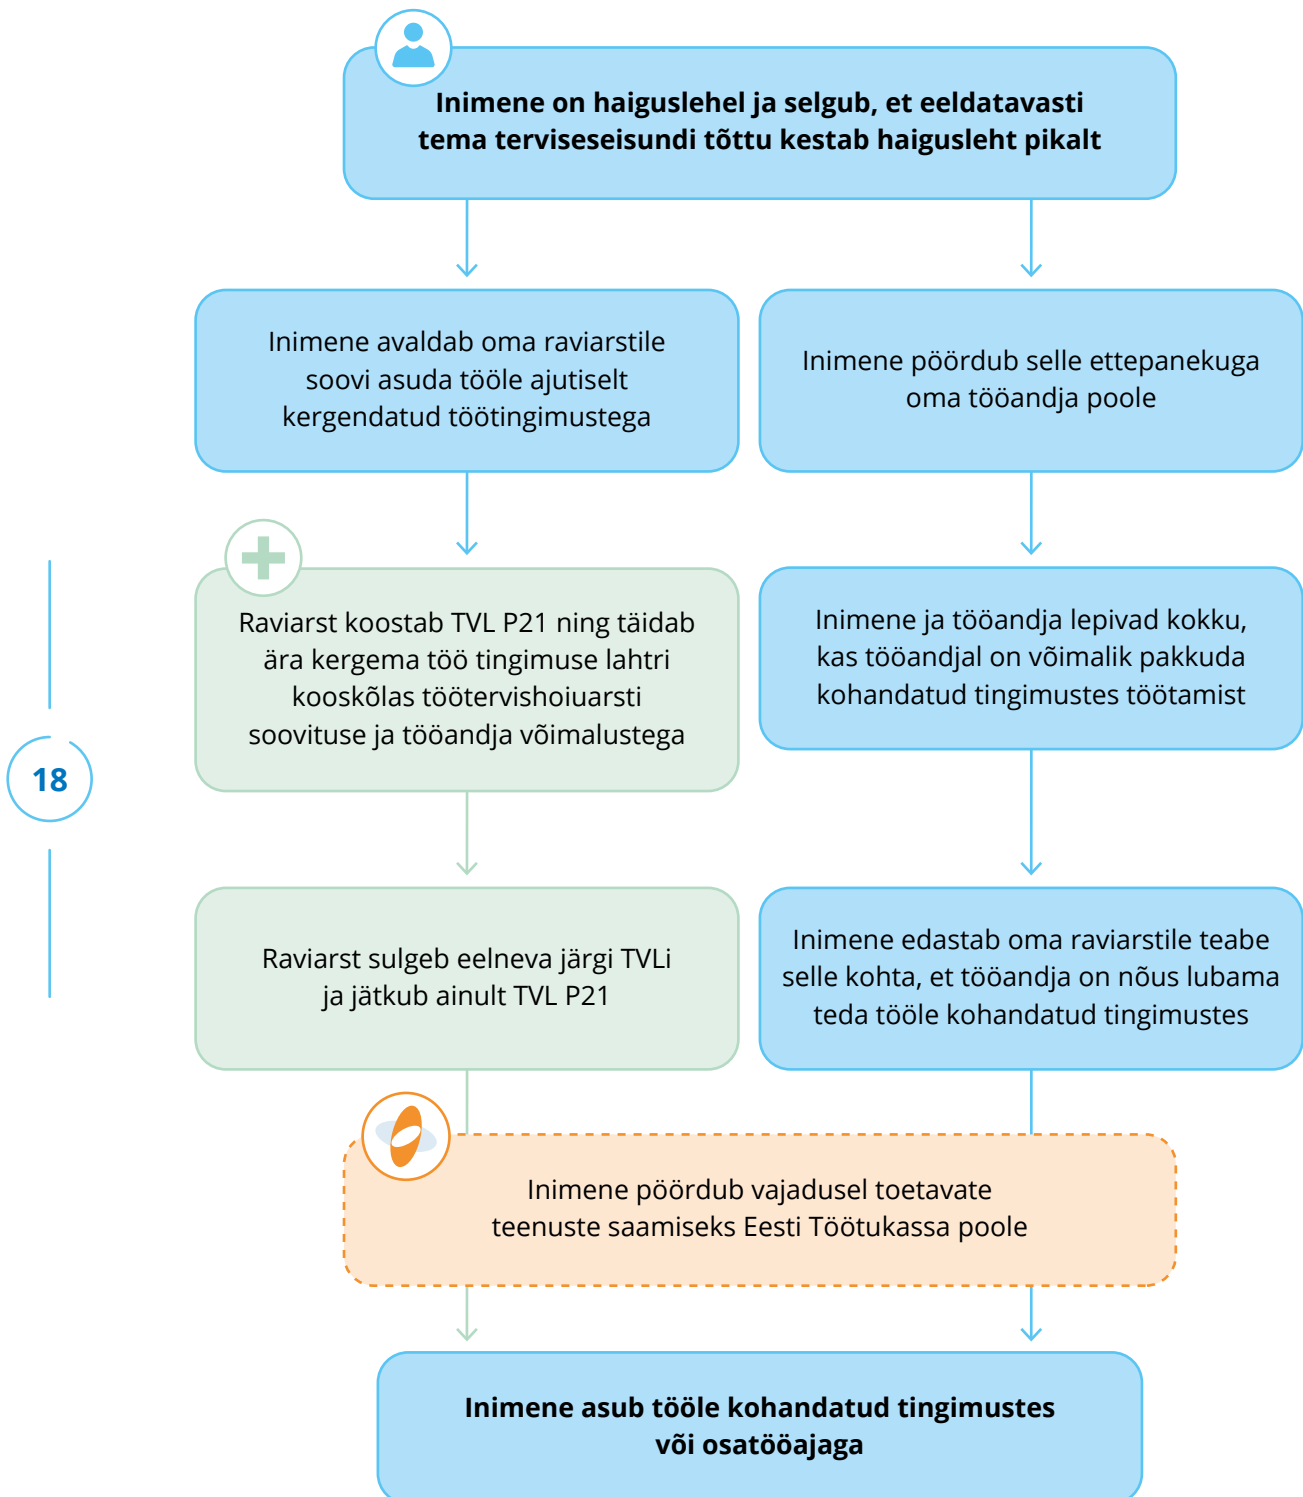 Inimene on haiguslehel ja selgub, et eeldatavasti
tema terviseseisundi tõttu kestab haigusleht pikalt
Inimene avaldab oma raviarstile
soovi asuda tööle ajutiselt
kergendatud töötingimustega
Inimene pöördub selle ettepanekuga
oma tööandja poole
Raviarst koostab TVL P21 ning täidab
ära kergema töö tingimuse lahtri
kooskõlas töötervishoiuarsti
soovituse ja tööandja võimalustega
Inimene ja tööandja lepivad kokku,
kas tööandjal on võimalik pakkuda
kohandatud tingimustes töötamist
18
Raviarst sulgeb eelneva järgi TVLi
ja jätkub ainult TVL P21
Inimene edastab oma raviarstile teabe
selle kohta, et tööandja on nõus lubama
teda tööle kohandatud tingimustes
Inimene pöördub vajadusel toetavate
teenuste saamiseks Eesti Töötukassa poole
Inimene asub tööle kohandatud tingimustes
või osatööajaga